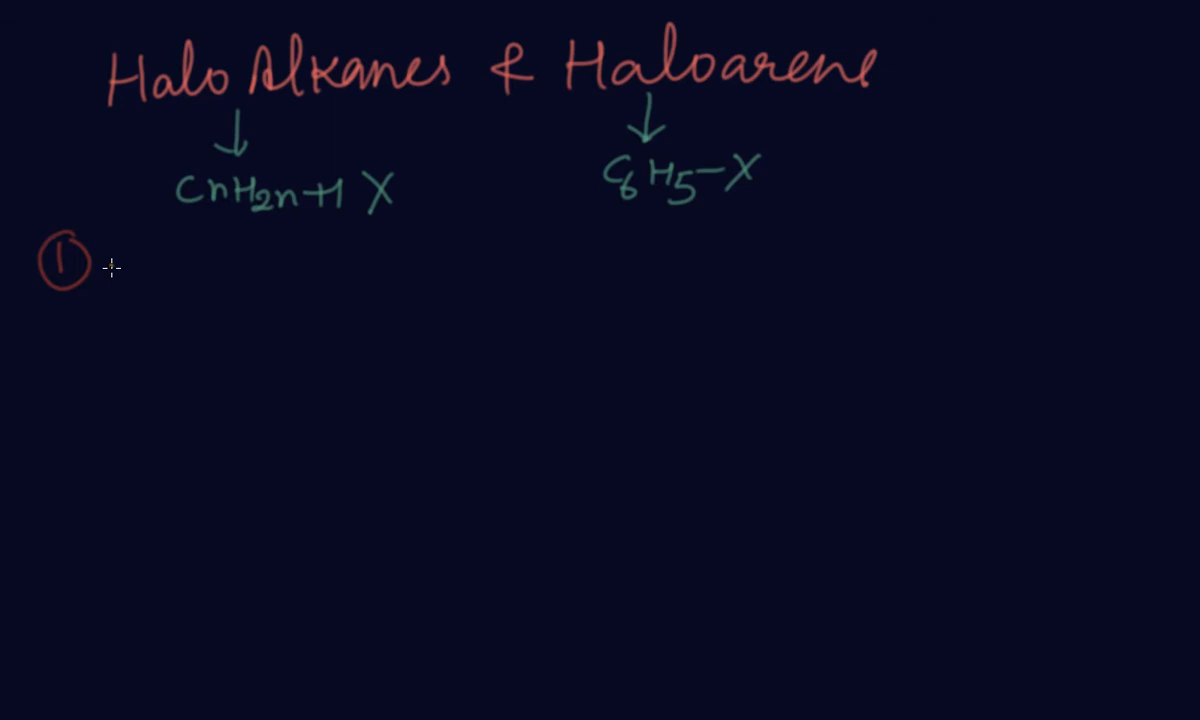 Halo Alkanes & Haloarene
CnH2n+1 X C6H5-X
①